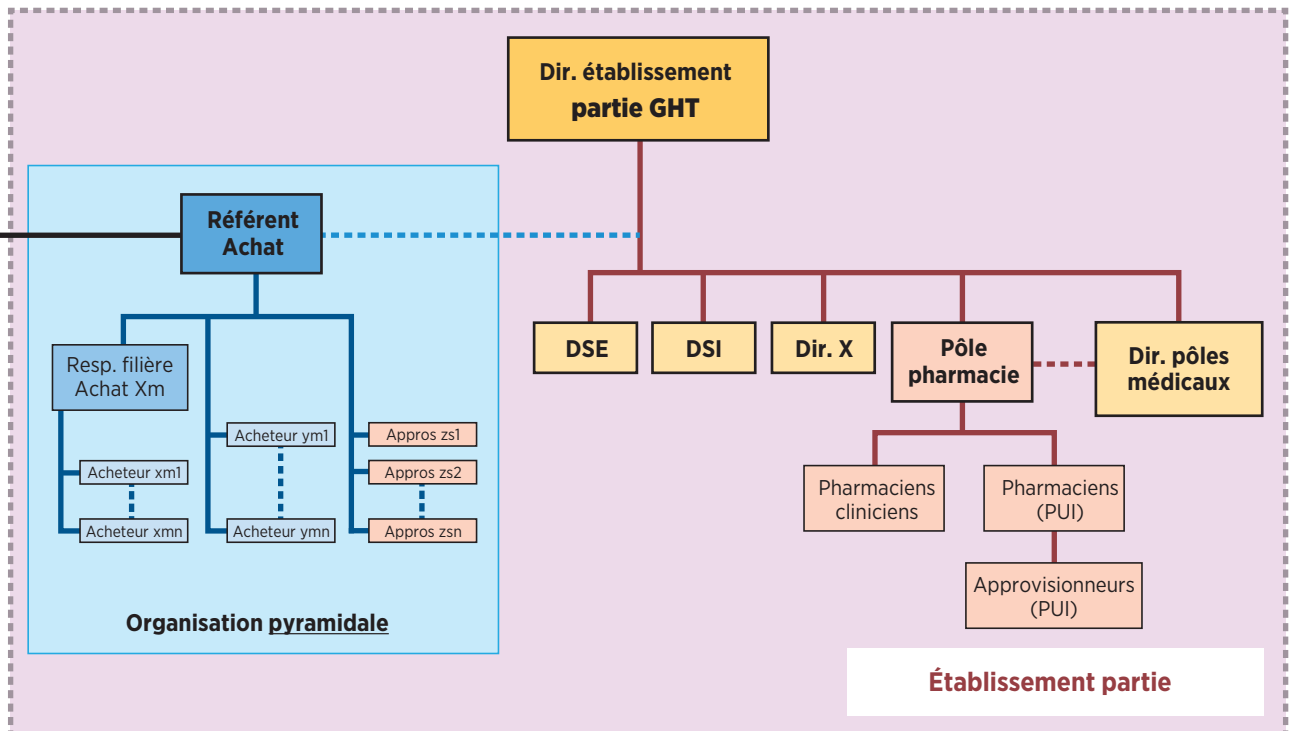 Dir. établissement
partie GHT
Référent
Achat
DSE
DSI
Dir. X
Pôle
pharmacie
Dir. pôles
médicaux
Resp. filière
Achat Xm
Acheteur xm1
Acheteur xmn
Acheteur ym1
Acheteur ymn
Appros zs1
Appros zs2
Appros zsn
Pharmaciens
cliniciens
Pharmaciens
(PUI)
Approvisionneurs
(PUI)
Organisation pyramidale
Établissement partie